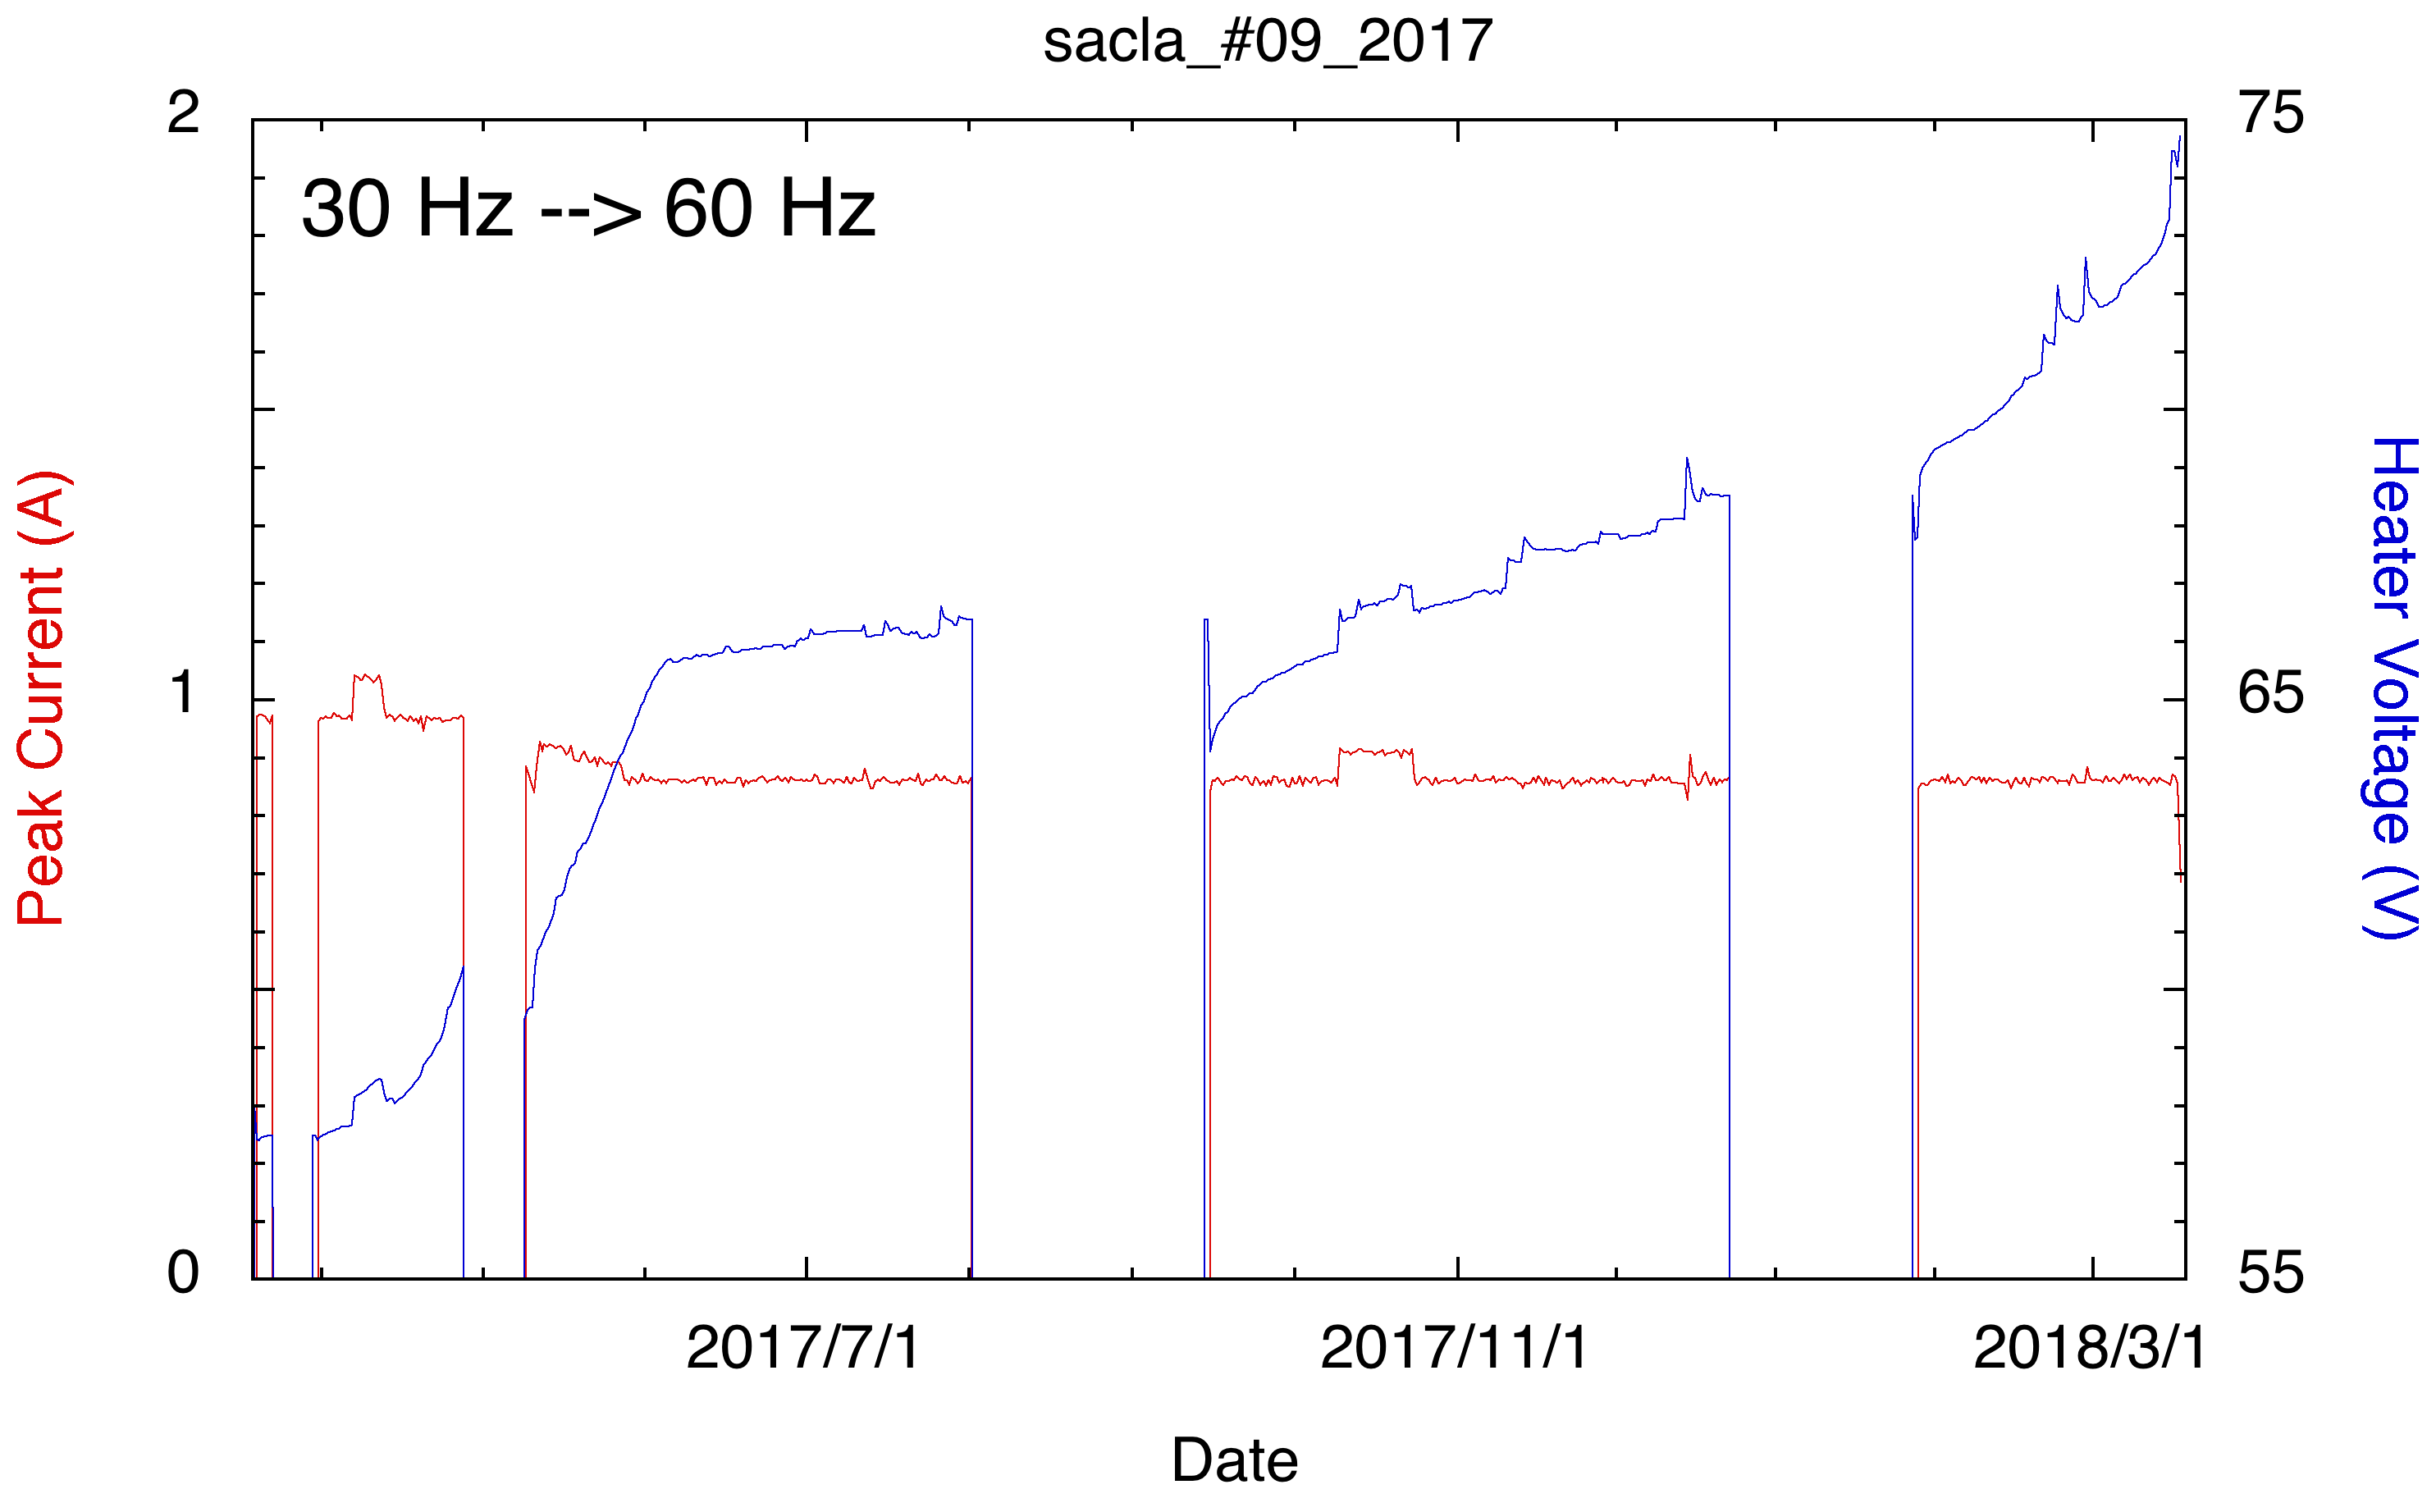 sacla_#09_2017
2
75
30 Hz --> 60 Hz
Peak Current (A)
Heater Voltage (V)
1
65
0
55
2017/7/1
2017/11/1
2018/3/1
Date